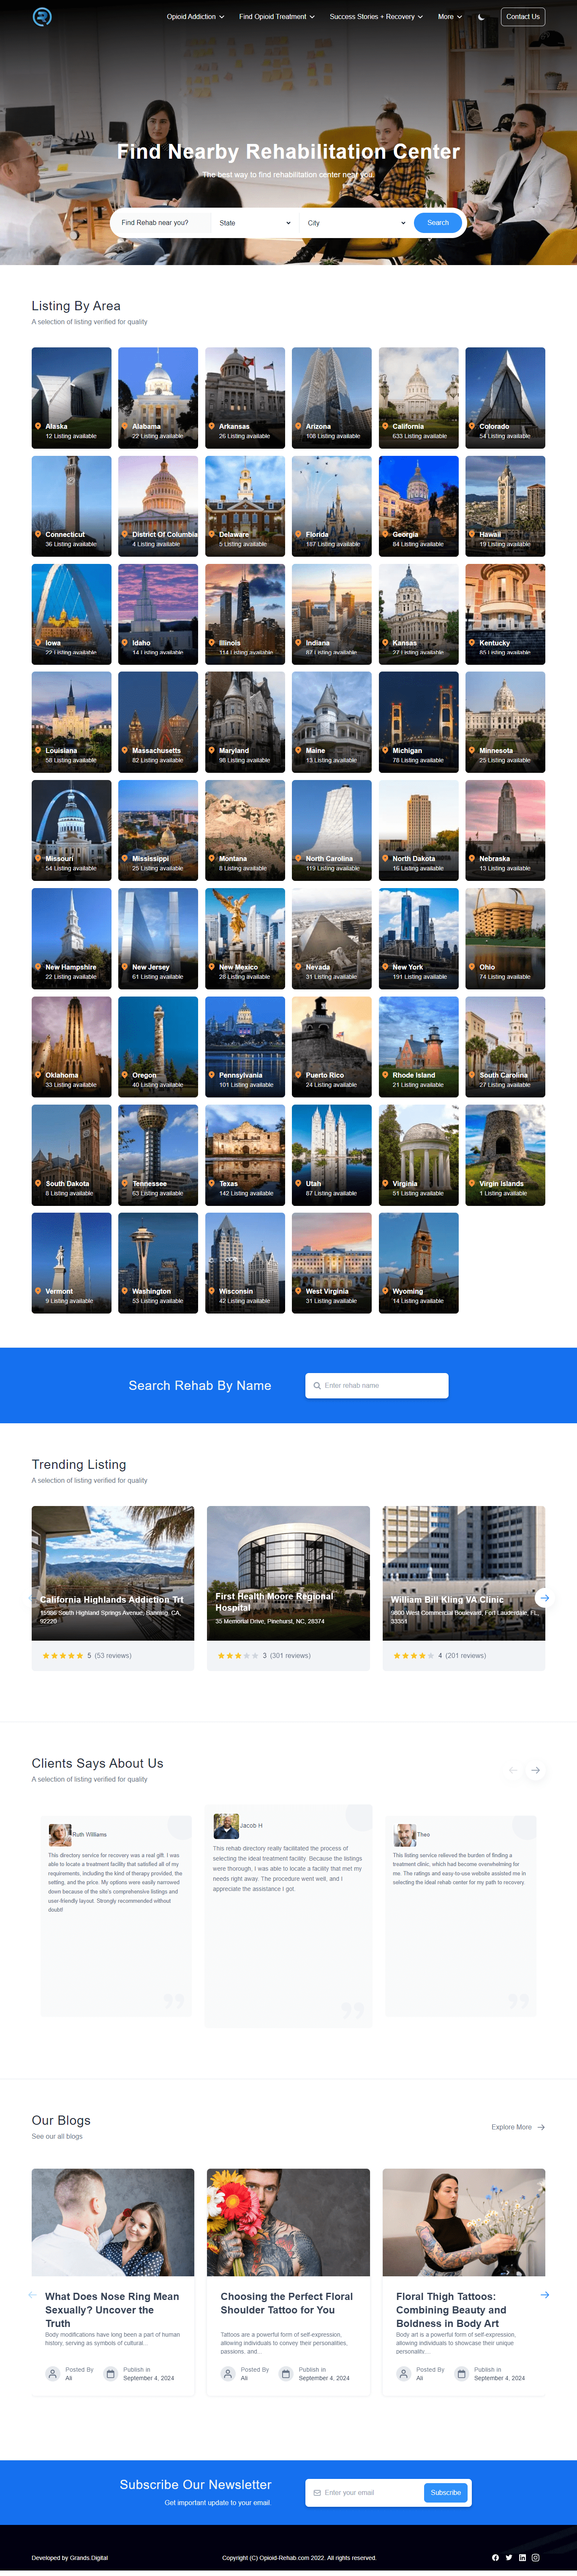 Opioid Addiction
Find Opioid Treatment
Success Stories + Recovery
More
Contact Us
Find Nearby Rehabilitation Center
The best way to find rehabilitation center near you.
Find Rehab near you?
State
City
Search
Listing By Area
A selection of listing verified for quality
Alaska
12 Listing available
Alabama
22 Listing available
Arkansas
26 Listing available
Arizona
108 Listing available
California
633 Listing available
Colorado
54 Listing available
Connecticut
36 Listing available
District Of Columbia
4 Listing available
Delaware
5 Listing available
Florida
187 Listing available
Georgia
84 Listing available
Hawaii
19 Listing available
Iowa
22 Listing available
Idaho
14 Listing available
Illinois
114 Listing available
Indiana
87 Listing available
Kansas
27 Listing available
Kentucky
85 Listing available
Louisiana
58 Listing available
Massachusetts
82 Listing available
Maryland
98 Listing available
Maine
13 Listing available
Michigan
78 Listing available
Minnesota
25 Listing available
Missouri
54 Listing available
Mississippi
25 Listing available
Montana
8 Listing available
North Carolina
119 Listing available
North Dakota
16 Listing available
Nebraska
13 Listing available
New Hampshire
22 Listing available
New Jersey
61 Listing available
New Mexico
28 Listing available
Nevada
31 Listing available
New York
191 Listing available
Ohio
74 Listing available
Oklahoma
33 Listing available
Oregon
40 Listing available
Pennsylvania
101 Listing available
Puerto Rico
24 Listing available
Rhode Island
21 Listing available
South Carolina
27 Listing available
South Dakota
8 Listing available
Tennessee
63 Listing available
Texas
142 Listing available
Utah
87 Listing available
Virginia
51 Listing available
Virgin Islands
1 Listing available
Vermont
9 Listing available
Washington
53 Listing available
Wisconsin
42 Listing available
West Virginia
31 Listing available
Wyoming
14 Listing available
Search Rehab By Name
Enter rehab name
Trending Listing
A selection of listing verified for quality
California Highlands Addiction Trt
15986 South Highland Springs Avenue, Banning, CA,
92220
5 (53 reviews)
First Health Moore Regional
Hospital
35 Memorial Drive, Pinehurst, NC, 28374
3 (301 reviews)
William Bill Kling VA Clinic
9800 West Commercial Boulevard, Fort Lauderdale, FL,
33351
4 (201 reviews)
Clients Says About Us
A selection of listing verified for quality
Ruth Williams
This directory service for recovery was a real gift. I was
able to locate a treatment facility that satisfied all of my
requirements, including the kind of therapy provided, the
setting, and the price. My options were easily narrowed
down because of the site's comprehensive listings and
user-friendly layout. Strongly recommended without
doubt!
Jacob H
This rehab directory really facilitated the process of
selecting the ideal treatment facility. Because the listings
were thorough, I was able to locate a facility that met my
needs right away. The procedure went well, and I
appreciate the assistance I got.
Theo
This listing service relieved the burden of finding a
treatment clinic, which had become overwhelming for
me. The ratings and easy-to-use website assisted me in
selecting the ideal rehab center for my path to recovery.
Our Blogs
See our all blogs
Explore More
What Does Nose Ring Mean
Sexually? Uncover the
Truth
Body modifications have long been a part of human
history, serving as symbols of cultural...
Posted By
Ali
Publish in
September 4, 2024
Choosing the Perfect Floral
Shoulder Tattoo for You
Tattoos are a powerful form of self-expression,
allowing individuals to convey their personalities,
passions, and...
Posted By
Ali
Publish in
September 4, 2024
Floral Thigh Tattoos:
Combining Beauty and
Boldness in Body Art
Body art is a powerful form of self-expression,
allowing individuals to showcase their unique
personality....
Posted By
Ali
Publish in
September 4, 2024
Subscribe Our Newsletter
Get important update to your email.
Enter your email
Subscribe
Developed by Grands Digital
Copyright (C) Opioid-Rehab.com 2022. All rights reserved.